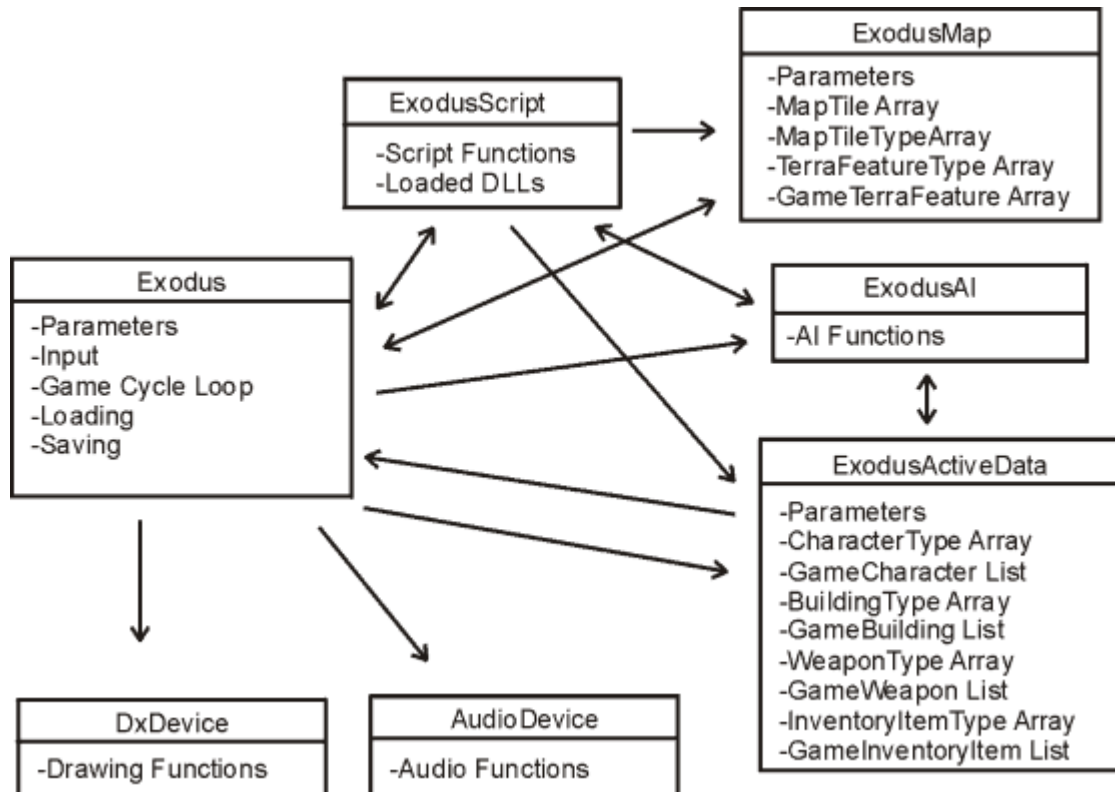 ExodusMap
-Parameters
-MapTile Array
-MapTileTypeArray
-TerraFeatureType Array
-GameTerraFeature Array
ExodusScript
-Script Functions
-Loaded DLLs
Exodus
-Parameters
-Input
-Game Cycle Loop
-Loading
-Saving
ExodusAI
-AI Functions
ExodusActiveData
-Parameters
-CharacterType Array
-GameCharacter List
-BuildingType Array
-GameBuilding List
-WeaponType Array
-GameWeapon List
-InventoryItemType Array
-GameInventoryItem List
DxDevice
-Drawing Functions
AudioDevice
-Audio Functions